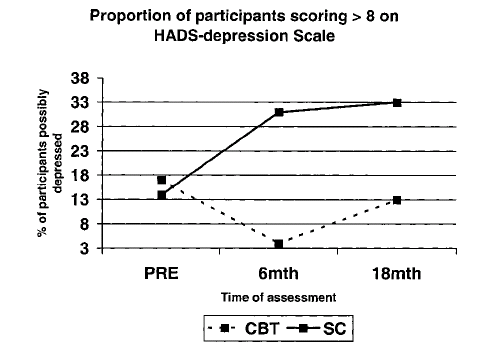 Proportion of participants scoring > 8 on
HADS-depression Scale
% of participants possibly
depressed
38
33
28
23
18
13
8
3
PRE 6mth 18mth
Time of assessment
CBT SC